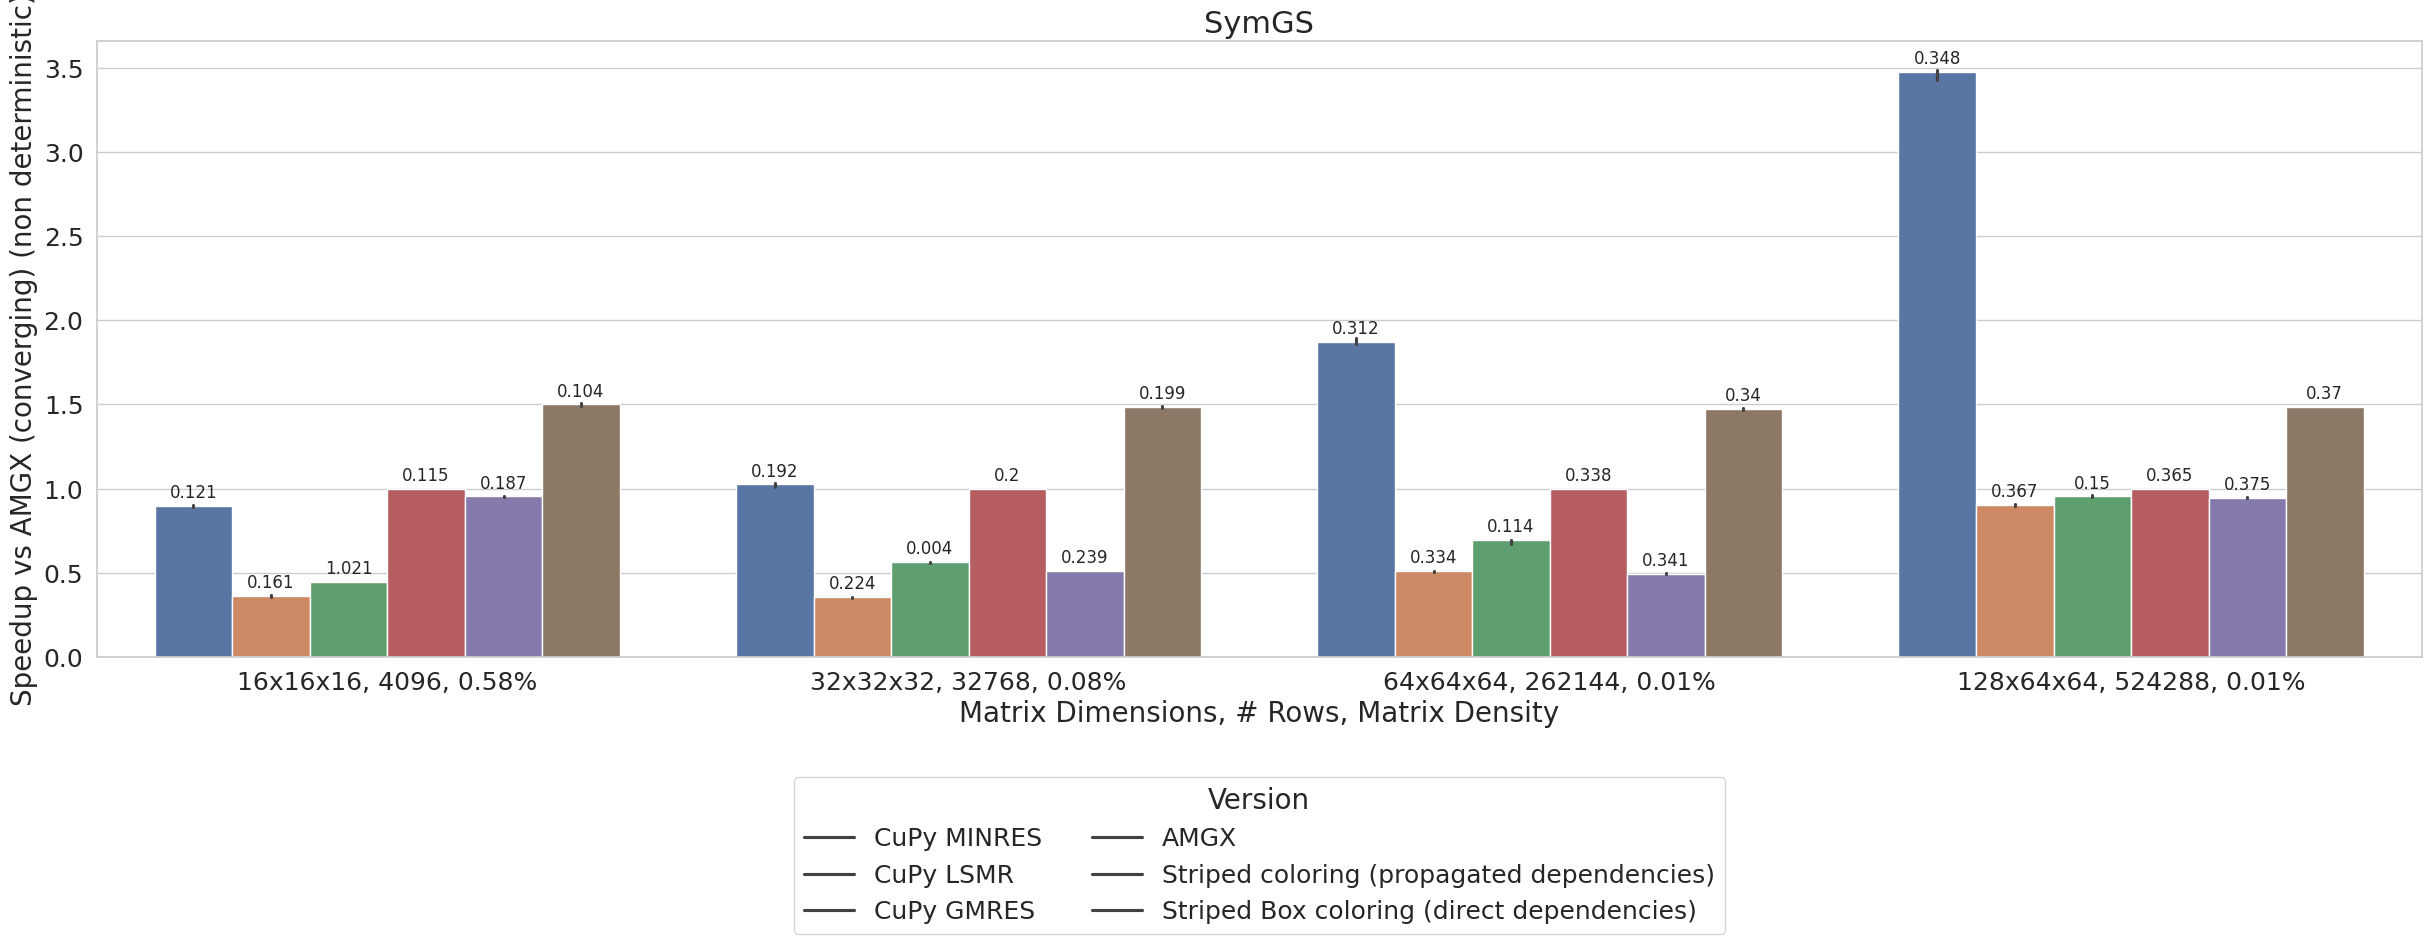 SymGS
Speedup vs AMGX (converging) (non deterministic)
3.5
3.0
2.5
2.0
1.5
1.0
0.5
0.0
0.121
0.161
1.021
0.115
0.187
0.104
0.192
0.224
0.004
0.2
0.239
0.199
0.312
0.334
0.114
0.338
0.341
0.34
0.348
0.367
0.15
0.365
0.375
0.37
16x16x16, 4096, 0.58%
32x32x32, 32768, 0.08%
64x64x64, 262144, 0.01%
128x64x64, 524288, 0.01%
Matrix Dimensions, # Rows, Matrix Density
Version
CuPy MINRES
CuPy LSMR
CuPy GMRES
AMGX
Striped coloring (propagated dependencies)
Striped Box coloring (direct dependencies)